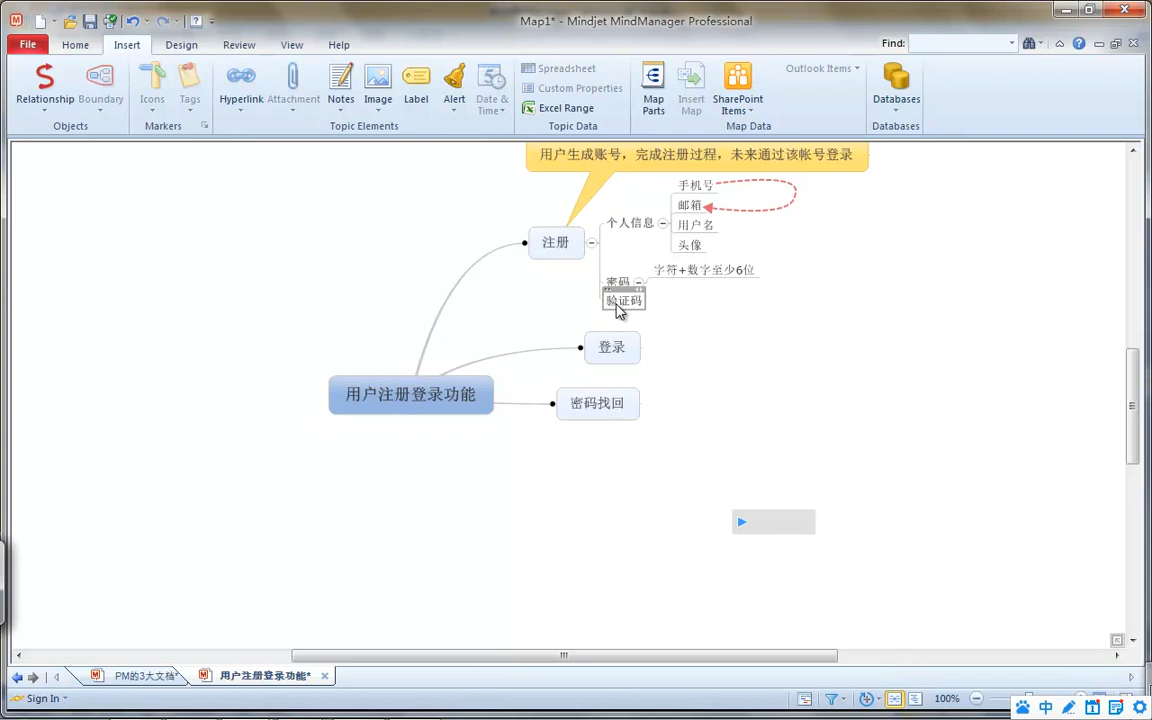 Map1* - Mindjet MindManager Professional
File Home Insert Design Review View Help Find:
Relationship Boundary Icons Tags Hyperlink Attachment Notes Image Label Alert Date & Time Spreadsheet Custom Properties Excel Range Map Parts Insert Map SharePoint Items Outlook Items Databases
Objects Markers Topic Elements Topic Data Map Data Databases
用户生成账号，完成注册过程，未来通过该帐号登录
手机号
邮箱
注册 个人信息 用户名
头像
密码 字符+数字至少6位
验证码
登录
用户注册登录功能
密码找回
PM的3大文档* 用户注册登录功能*
Sign In 100%
中